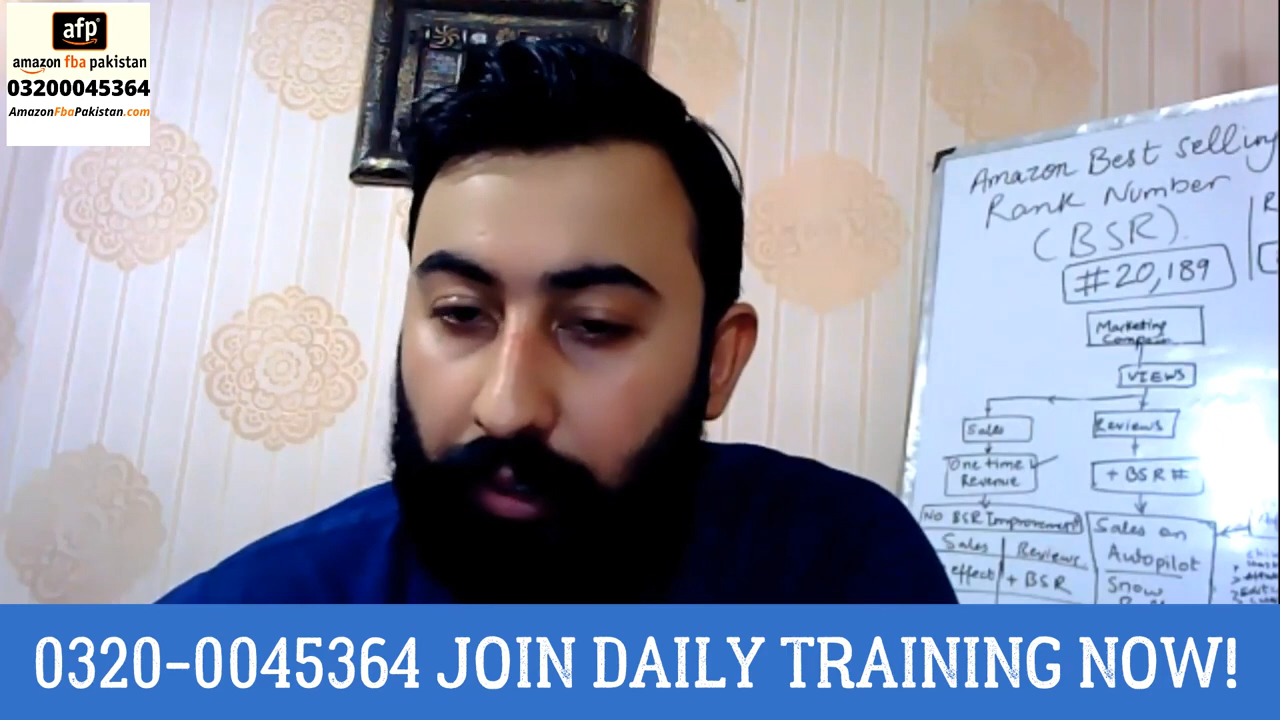 afp
amazon fba pakistan
03200045364
AmazonFbaPakistan.com
Amazon Best selling
Rank Number
(BSR)
#20,189
R
Marketing
VIEWS
Sales
Reviews
One time
Revenue
+ BSR #
No BSR Improvement
Sales on
Autopilot
Snow
Sales
Reviews
effect
+ BSR
0320-0045364 JOIN DAILY TRAINING NOW!